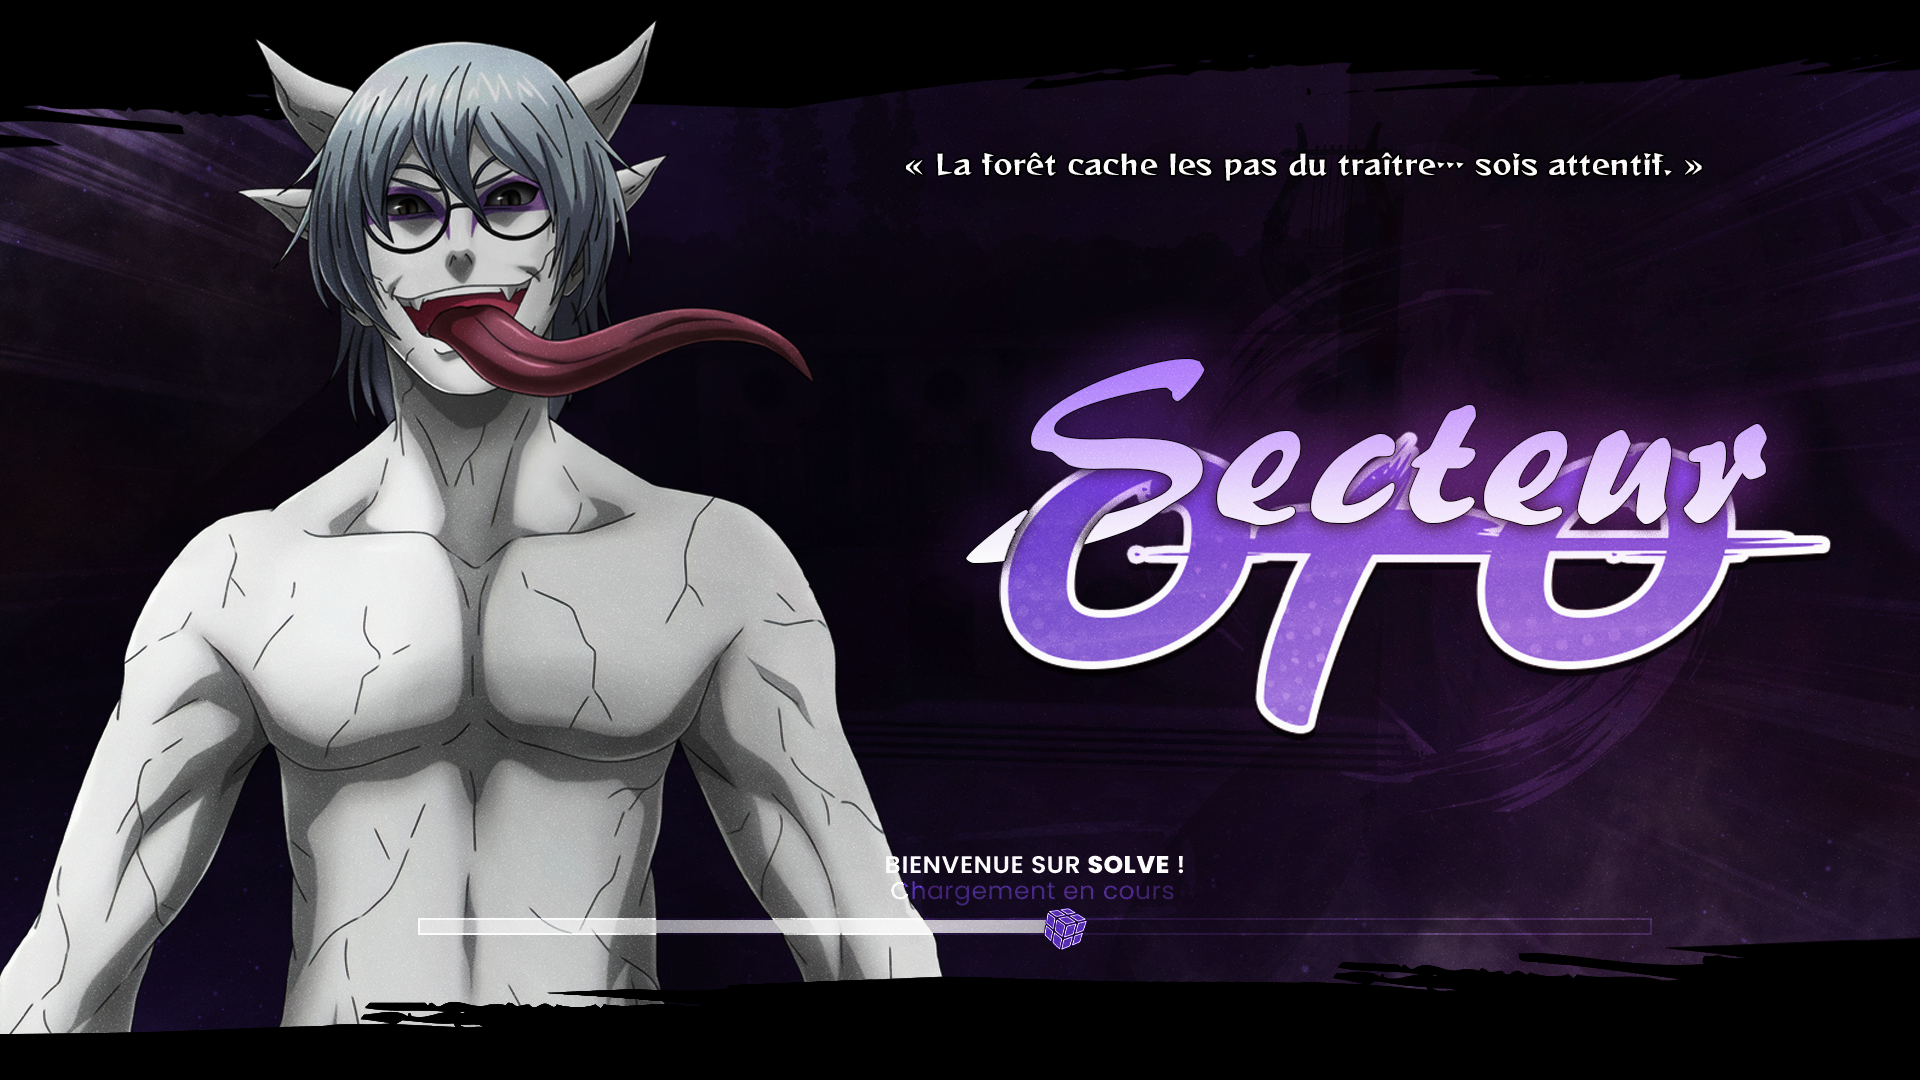 « La forêt cache les pas du traître... sois attentif. »
Secteur
OTO
BIENVENUE SUR SOLVE !
Chargement en cours